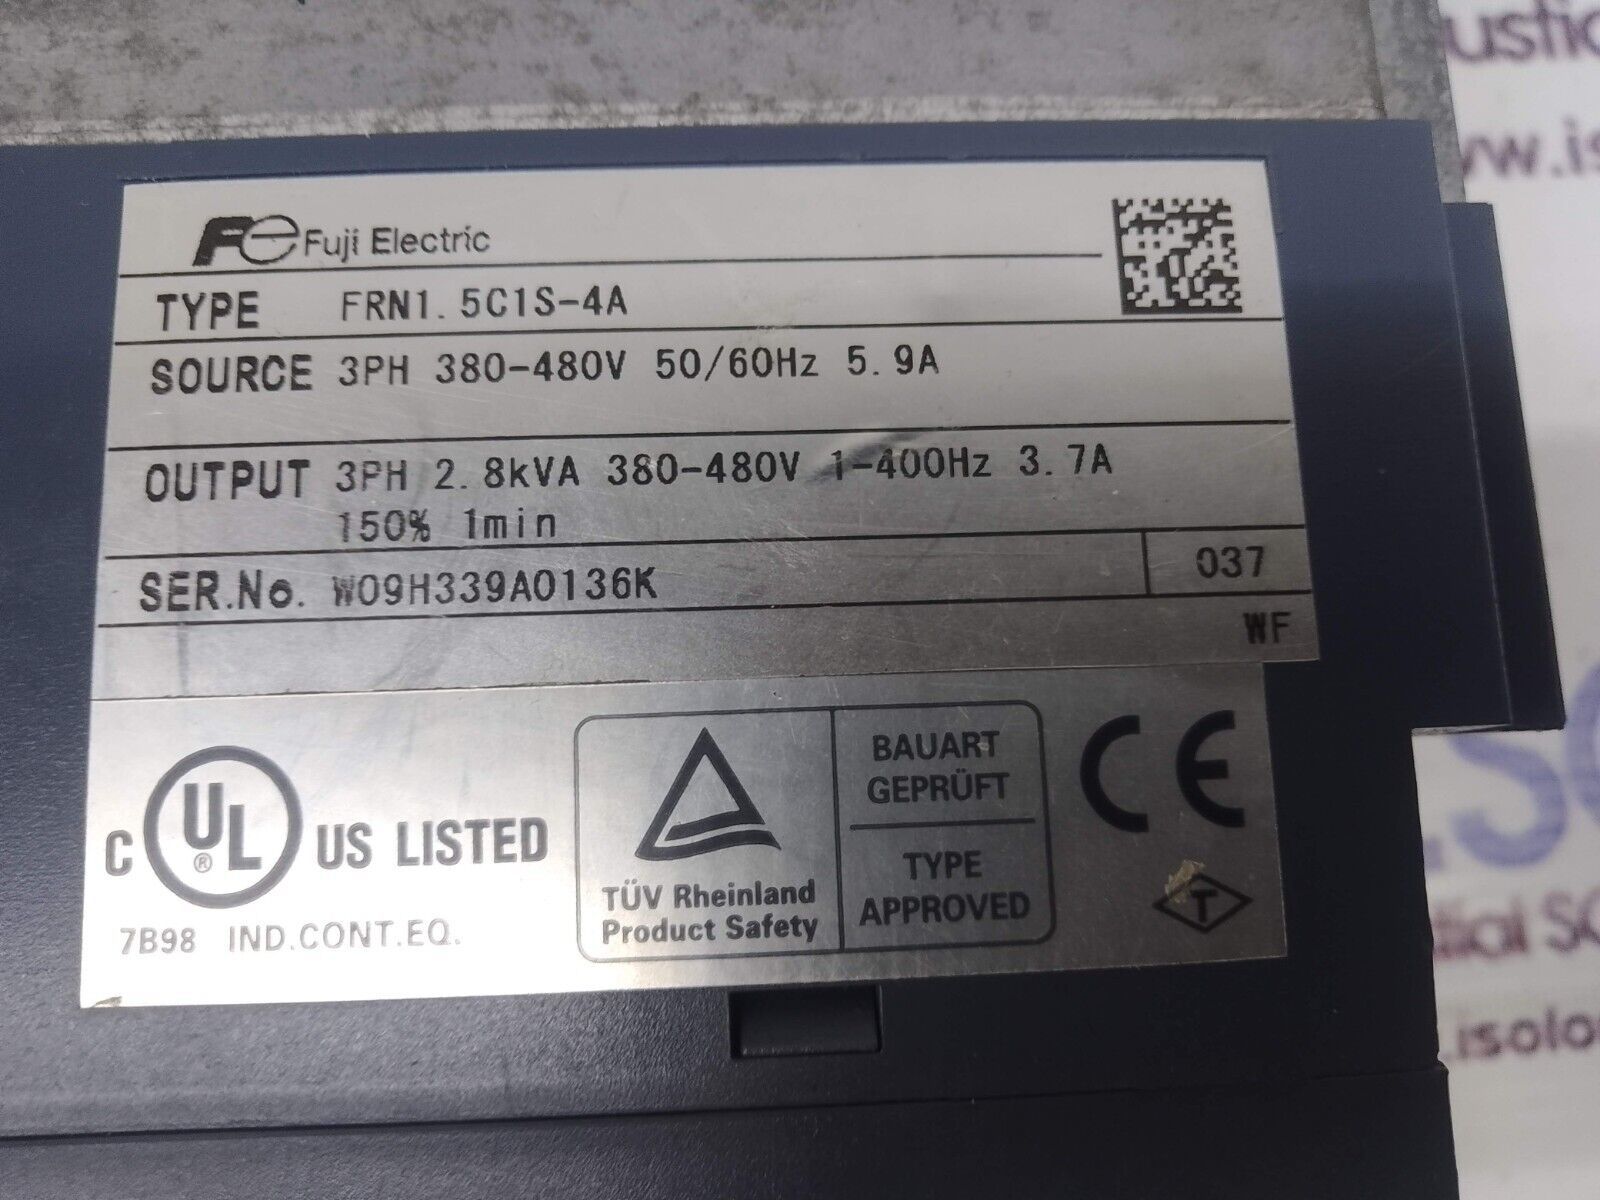 Fe Fuji Electric
TYPE FRN1.5C1S-4A
SOURCE 3PH 380-480V 50/60Hz 5.9A
OUTPUT 3PH 2.8kVA 380-480V 1-400Hz 3.7A
150% 1min
SER.No. W09H339A0136K 037
WF
C UL ® US LISTED
7B98 IND.CONT.EQ.
TÜV Rheinland
Product Safety
BAUART
GEPRÜFT
TYPE
APPROVED
CE
T